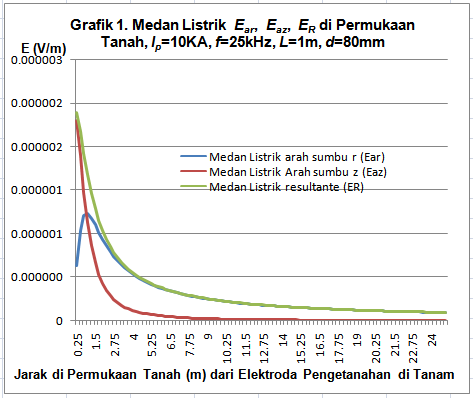 Grafik 1. Medan Listrik Ear, Eaz, ER di Permukaan
Tanah, Ip=10KA, f=25kHz, L=1m, d=80mm
E (V/m)
0.000003
0.000002
0.000002
0.000001
0.000001
0.000000
0
Medan Listrik arah sumbu r (Ear)
Medan Listrik Arah sumbu z (Eaz)
Medan Listrik resultante (ER)
0.25 1.5 2.75 4 5.25 6.5 7.75 9 10.25 11.5 12.75 14 15.25 16.5 17.75 19 20.25 21.5 22.75 24
Jarak di Permukaan Tanah (m) dari Elektroda Pengetanahan di Tanam